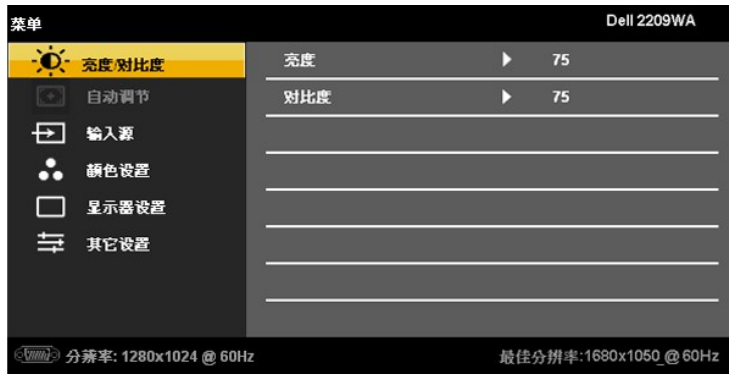 菜单
Dell 2209WA
亮度/对比度
亮度 75
自动调节
对比度 75
输入源
颜色设置
显示器设置
其它设置
分辨率: 1280x1024 @ 60Hz
最佳分辨率:1680x1050 @ 60Hz